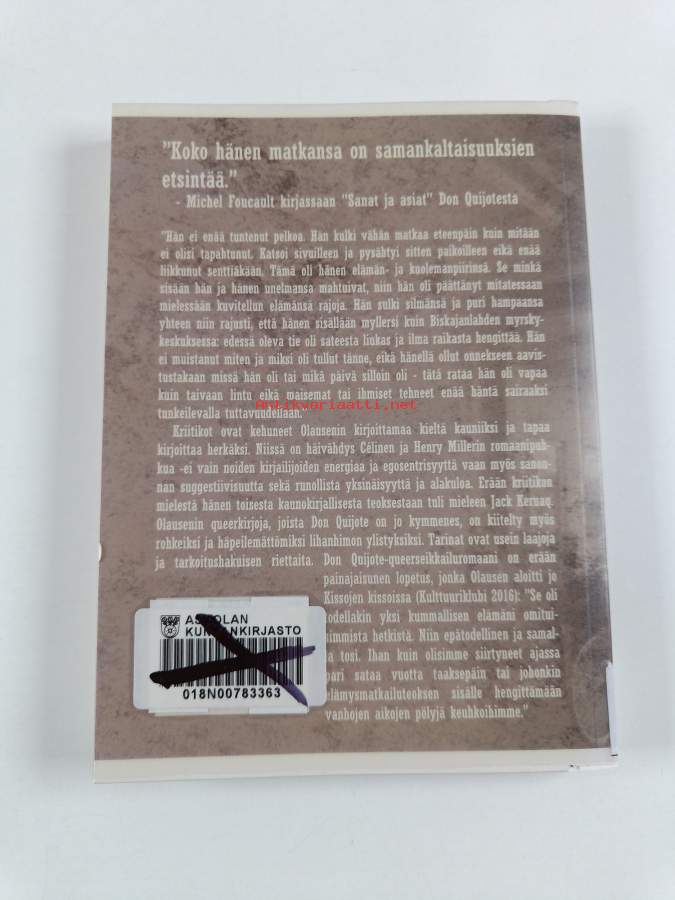 "Koko hänen matkansa on samankaltaisuuksien
etsintää."
- Michel Foucault kirjassaan "Sanat ja asiat" Don Quijotesta
"Hän ei enää tuntenut pelkoa. Hän kulki vähän matkaa eteenpäin kuin mitään
ei olisi tapahtunut. Katsoi sivuilleen ja pysähtyi sitten paikoilleen eikä enää
liikkunut senttiäkään. Tämä oli hänen elämän- ja kuolemanpiirinsä. Se minkä
sisään hän ja hänen unelmansa mahtuivat, niin hän oli päättänyt mitatessaan
mielessään kuvitellun elämänsä rajoja. Hän sulki silmänsä ja puri hampaansa
yhteen niin rajusti, että hänen sisällään myllersi kuin Biskajanlahden myrsky-
keskuksessa: edessä oleva tie oli sateesta liukas ja ilma raikasta hengittää. Hän
ei muistanut miten ja miksi oli tullut tänne, eikä hänellä ollut onnekseen aavis-
tustakaan missä hän oli tai mikä päivä silloin oli - tätä rataa hän oli vapaa
kuin taivaan lintu eikä maisemat tai ihmiset tehneet enää häntä sairaaksi
tunkeilevalla tuttavuudellaan."
Antikvariaatti.net
Kriitikot ovat kehuneet Olausenin kirjoittamaa kieltä kauniiksi ja tapaa
kirjoittaa herkäksi. Niissä on häivähdys Célinen ja Henry Millerin romaanipuh-
kua -ei vain noiden kirjailijoiden energiaa ja egosentrisyyttä vaan myös sanon-
nan suggestiivisuutta sekä runollista yksinäisyyttä ja alakuloa. Erään kriitikon
mielestä hänen toisesta kaunokirjallisesta teoksestaan tuli mieleen Jack Kerouac.
Olausenin queerkirjoja, joista Don Quijote on jo kymmenes, on kiitelty myös
rohkeiksi ja häpeilemättömiksi lihanhimon ylistyksiksi. Tarinat ovat usein laajoja
ja tarkoitushakuisen riettaita. Don Quijote-queerseikkailuromaani on erään
painajaisunen lopetus, jonka Olausen aloitti jo
Kissojen kissoissa (Kulttuuriklubi 2016): "Se oli
todellakin yksi kummallisen elämäni omitui-
simmista hetkistä. Niin epätodellinen ja samal-
la tosi. Ihan kuin olisimme siirtyneet ajassa
pari sataa vuotta taaksepäin tai johonkin
elämysmatkailuteoksen sisälle hengittämään
vanhojen aikojen pölyjä keuhkoihimme."
ASKOLAN
KUNNANKIRJASTO
018N00783363